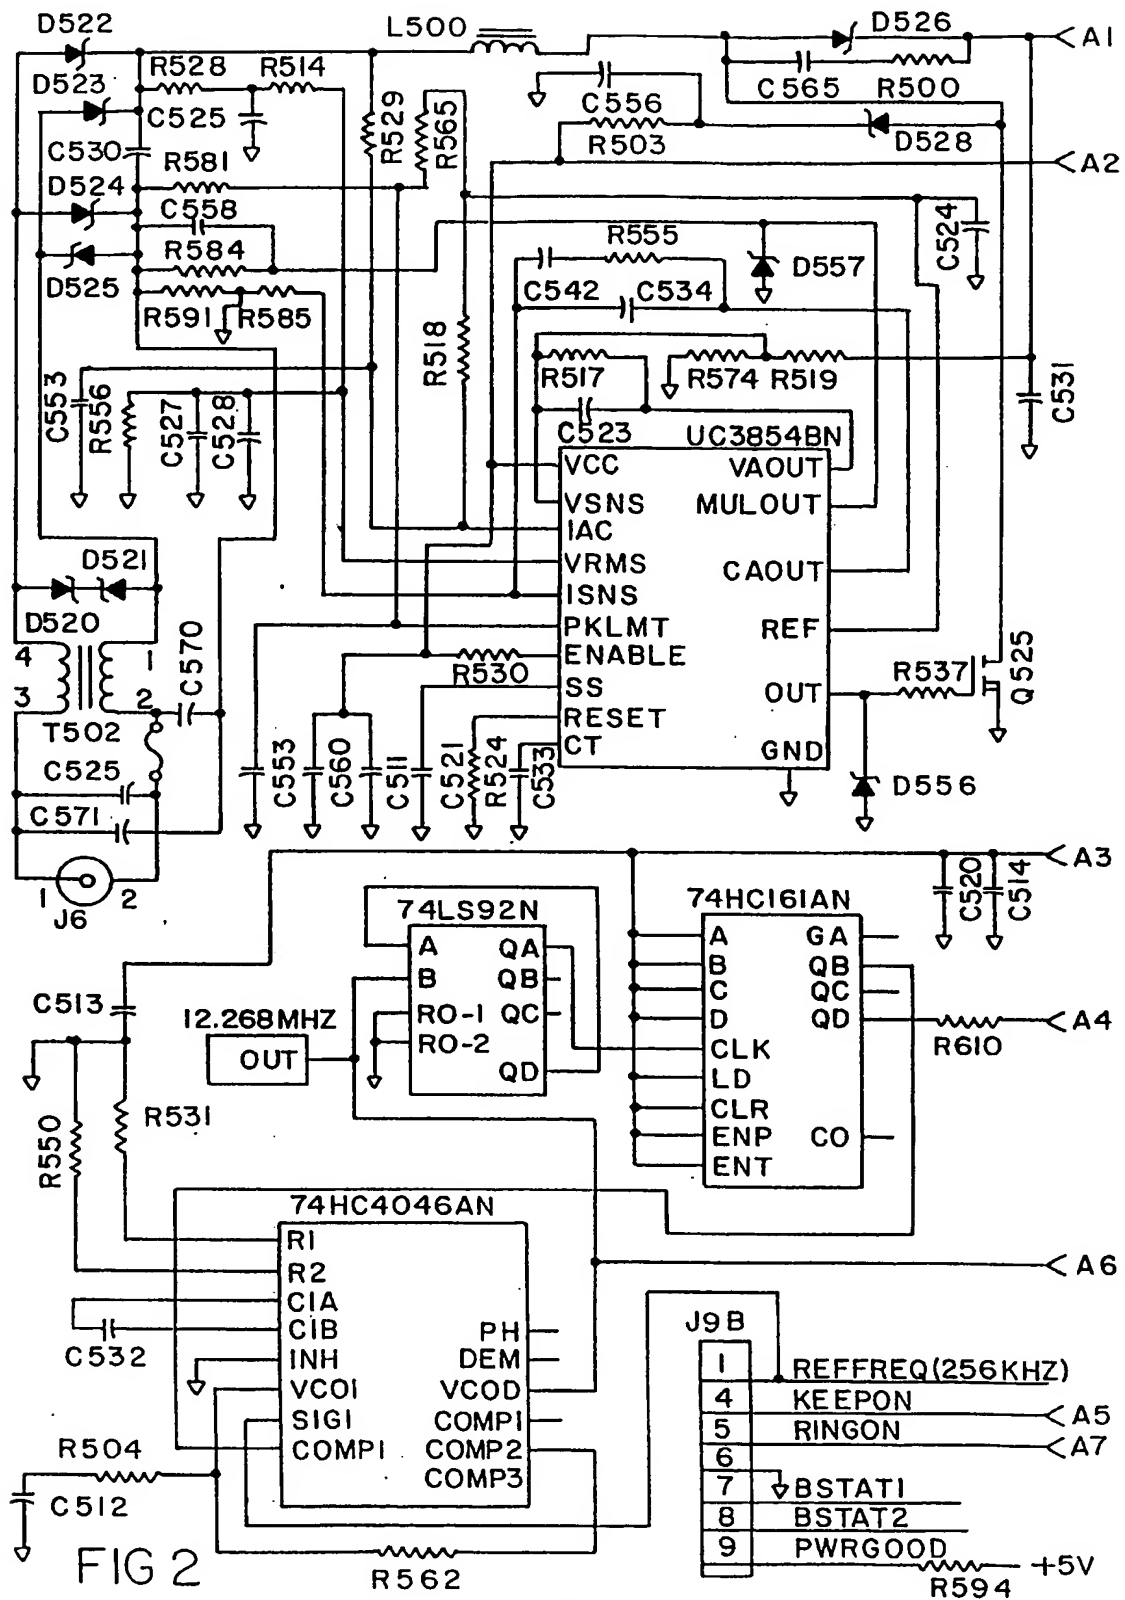 D522
L500
D526
A1
D523
R528
R514
C565
R500
C525
R529
R565
C556
D528
C530
R503
A2
R581
D524
C558
C524
R584
R555
D557
D525
C542
C534
R591
R585
R518
R517
R574
R519
C531
C553
R556
C527
C528
C523
UC3854BN
VCC
VAOUT
VSNS
MULOUT
IAC
D521
VRMS
CAOUT
ISNS
D520
PKLMT
REF
4
1
C570
R530
ENABLE
R537
Q525
3
2
SS
OUT
T502
RESET
CT
GND
C525
C553
C560
C511
C521
R524
C533
D556
C571
A3
1
2
J6
C520
C514
74LS92N
74HC161AN
A
QA
A
GA
B
QB
B
QB
C513
12.268MHZ
RO-1
QC
C
QC
OUT
RO-2
D
QD
A4
QD
CLK
R610
LD
R550
R531
CLR
ENP
CO
ENT
74HC4046AN
R1
R2
A6
C1A
C1B
PH
J9B
C532
INH
DEM
1
REFFREQ(256KHZ)
VCO1
VCOD
4
KEEPON
A5
SIG1
COMP1
5
RINGON
A7
R504
COMP1
COMP2
6
COMP3
7
BSTAT1
C512
8
BSTAT2
9
PWRGOOD
FIG 2
R562
R594
+5V